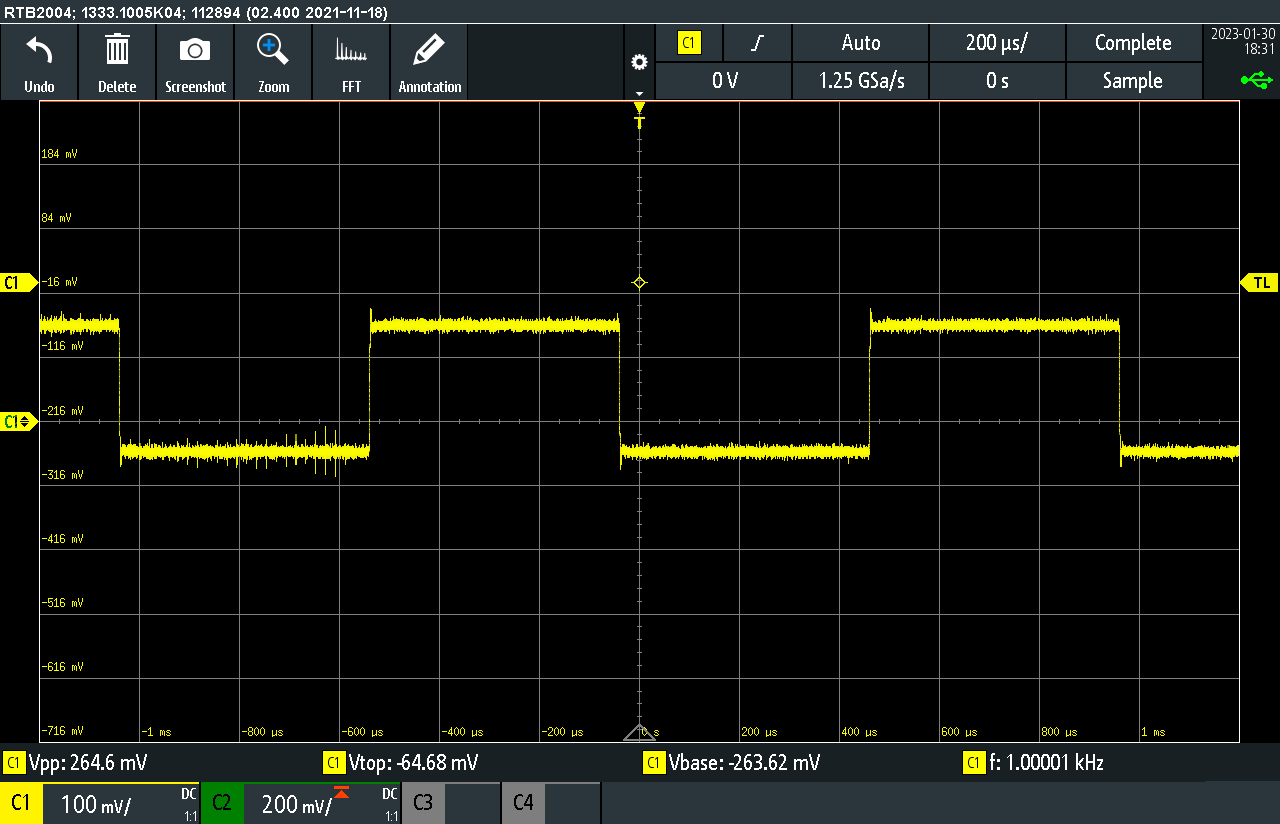 RTB2004; 1333.1005K04; 112894 (02.400 2021-11-18)
Undo
Delete
Screenshot
Zoom
FFT
Annotation
C1
Auto
200 µs/
Complete
0 V
1.25 GSa/s
0 s
Sample
2023-01-30
18:31
T
184 mV
84 mV
C1
-16 mV
TL
-116 mV
C1
-216 mV
-316 mV
-416 mV
-516 mV
-616 mV
-716 mV
-1 ms
-800 µs
-600 µs
-400 µs
-200 µs
0 s
200 µs
400 µs
600 µs
800 µs
1 ms
C1 Vpp: 264.6 mV
C1 Vtop: -64.68 mV
C1 Vbase: -263.62 mV
C1 f: 1.00001 kHz
C1
100 mV/
DC
1:1
C2
200 mV/
DC
1:1
C3
C4